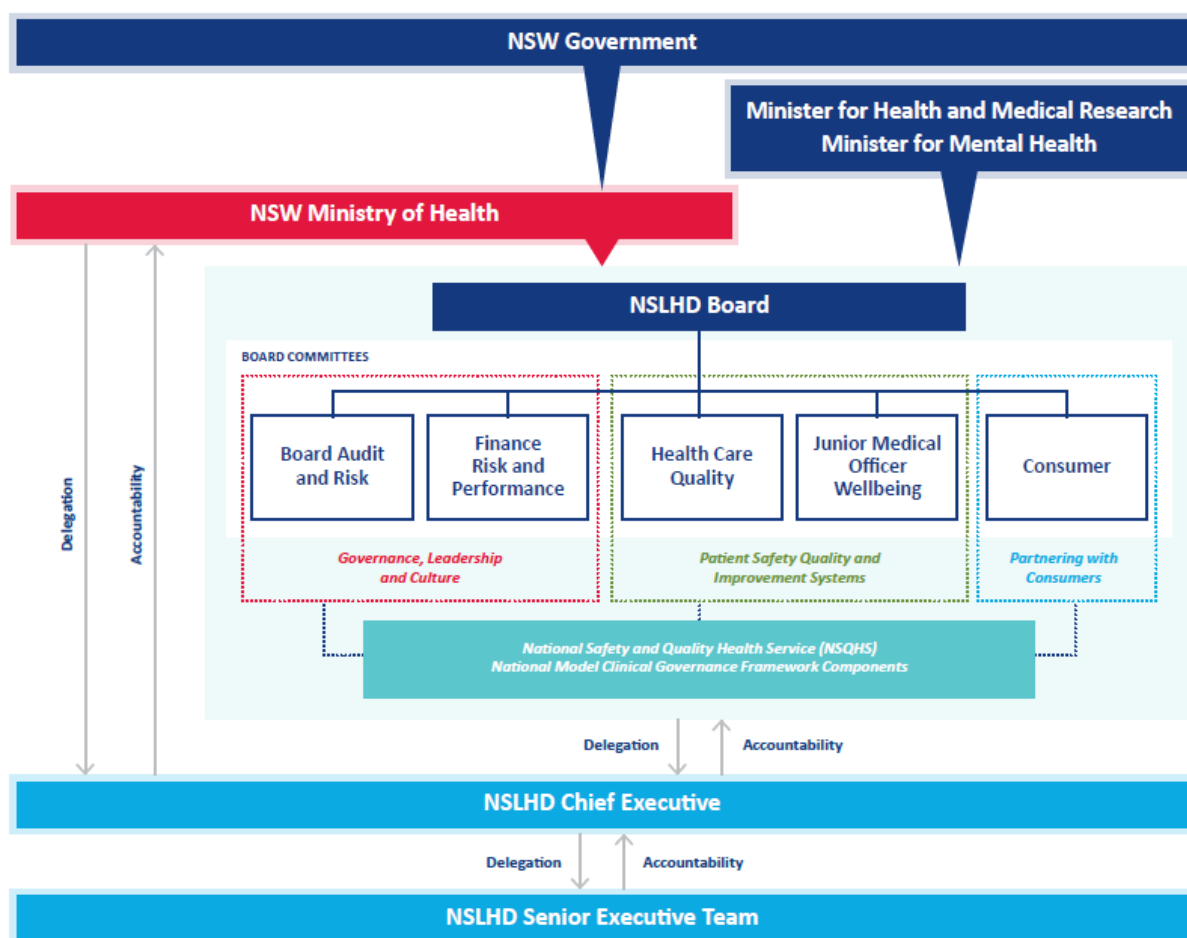 NSW Government
Minister for Health and Medical Research
Minister for Mental Health
NSW Ministry of Health
NSLHD Board
BOARD COMMITTEES
Board Audit
and Risk
Finance
Risk and
Performance
Health Care
Quality
Junior Medical
Officer
Wellbeing
Consumer
Governance, Leadership
and Culture
Patient Safety Quality and
Improvement Systems
Partnering with
Consumers
National Safety and Quality Health Service (NSQHS)
National Model Clinical Governance Framework Components
Delegation
Accountability
Delegation
Accountability
NSLHD Chief Executive
Delegation
Accountability
NSLHD Senior Executive Team